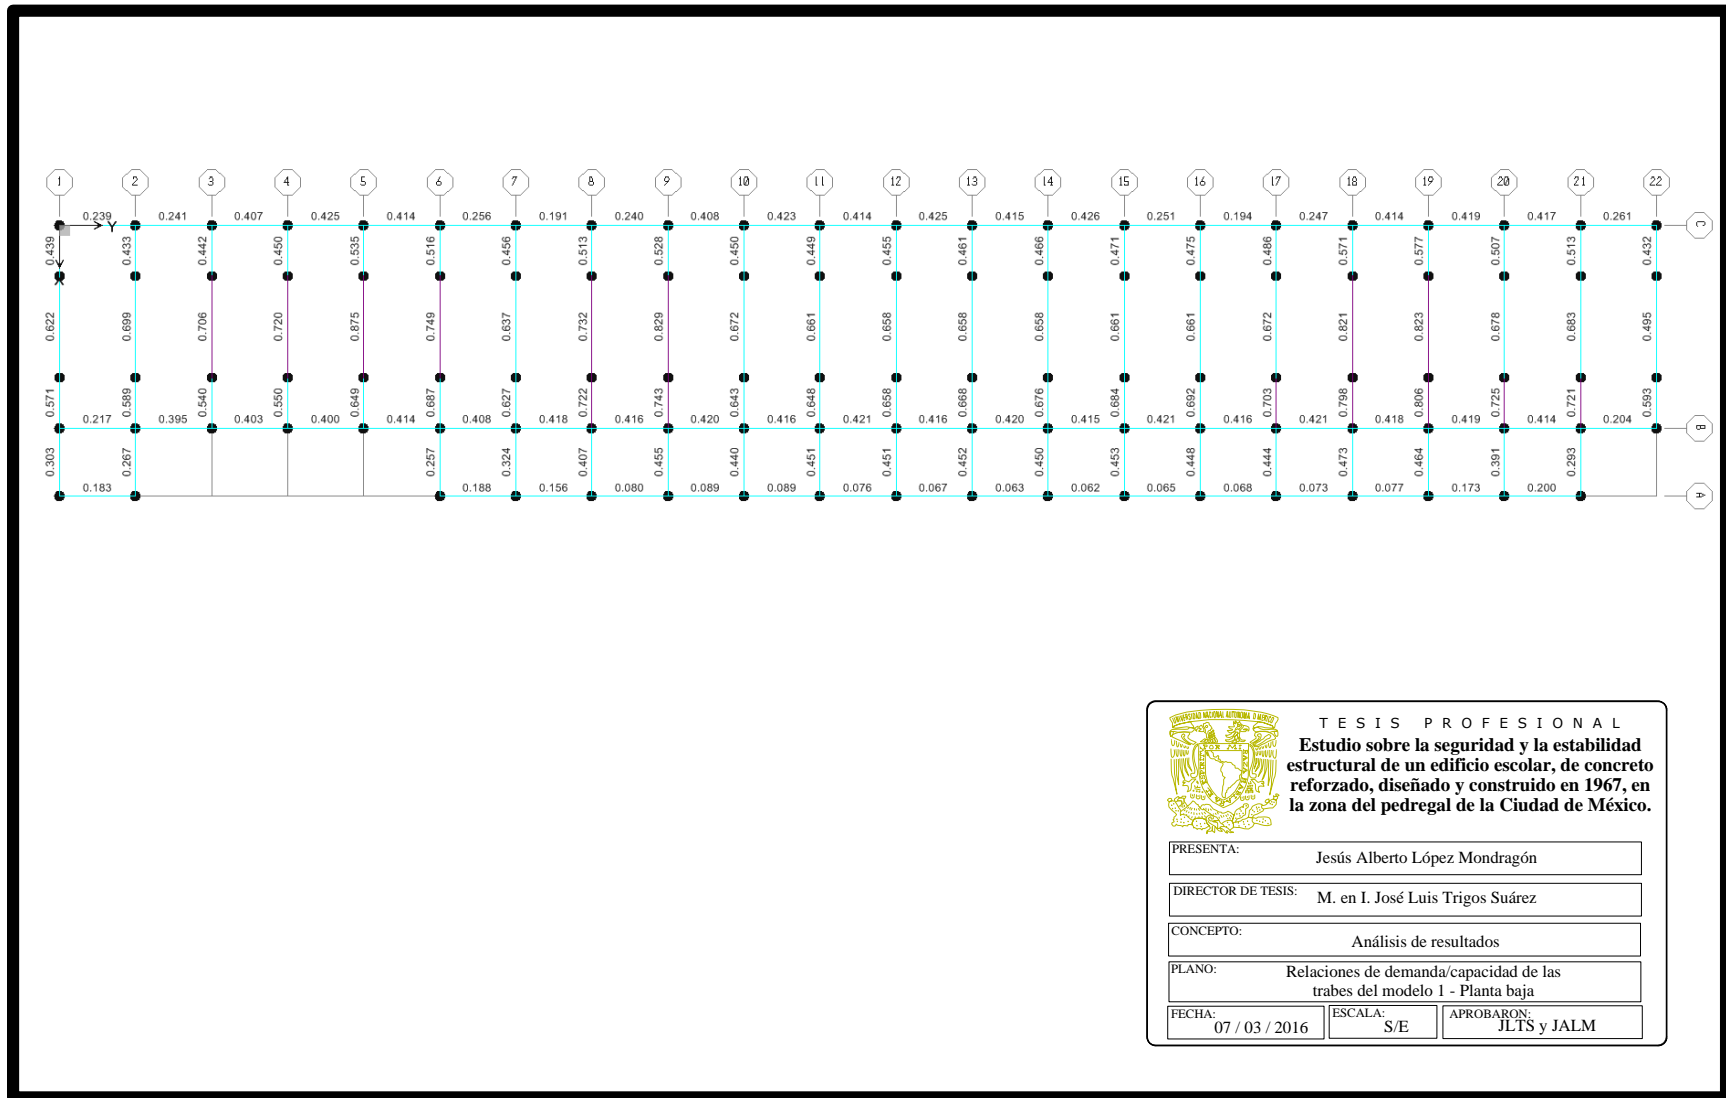 1 2 3 4 5 6 7 8 9 10 11 12 13 14 15 16 17 18 19 20 21 22
0.239 0.241 0.407 0.425 0.414 0.256 0.191 0.240 0.408 0.423 0.414 0.425 0.415 0.426 0.251 0.194 0.247 0.414 0.419 0.417 0.261
Y
C
0.439 0.433 0.442 0.450 0.535 0.516 0.456 0.513 0.528 0.450 0.449 0.455 0.461 0.466 0.471 0.475 0.486 0.571 0.577 0.507 0.513 0.432
X
0.622 0.699 0.706 0.720 0.875 0.749 0.637 0.732 0.829 0.672 0.661 0.658 0.658 0.658 0.661 0.661 0.672 0.821 0.823 0.678 0.683 0.495
0.571 0.589 0.540 0.550 0.649 0.687 0.627 0.722 0.743 0.643 0.648 0.658 0.668 0.676 0.684 0.692 0.703 0.798 0.806 0.725 0.721 0.593
0.217 0.395 0.403 0.400 0.414 0.408 0.418 0.416 0.420 0.416 0.421 0.416 0.420 0.415 0.421 0.416 0.421 0.418 0.419 0.414 0.204
B
0.303 0.267 0.257 0.324 0.407 0.455 0.440 0.451 0.451 0.452 0.450 0.453 0.448 0.444 0.473 0.464 0.391 0.293
0.183 0.188 0.156 0.080 0.089 0.089 0.076 0.067 0.063 0.062 0.065 0.068 0.073 0.077 0.173 0.200
A
UNIVERSIDAD NACIONAL AUTONOMA D MEXICO
TESIS PROFESIONAL
Estudio sobre la seguridad y la estabilidad
estructural de un edificio escolar, de concreto
reforzado, diseñado y construido en 1967, en
la zona del pedregal de la Ciudad de México.
PRESENTA:
Jesús Alberto López Mondragón
DIRECTOR DE TESIS:
M. en I. José Luis Trigos Suárez
CONCEPTO:
Análisis de resultados
PLANO:
Relaciones de demanda/capacidad de las
trabes del modelo 1 - Planta baja
FECHA:
07 / 03 / 2016
ESCALA:
S/E
APROBARON:
JLTS y JALM